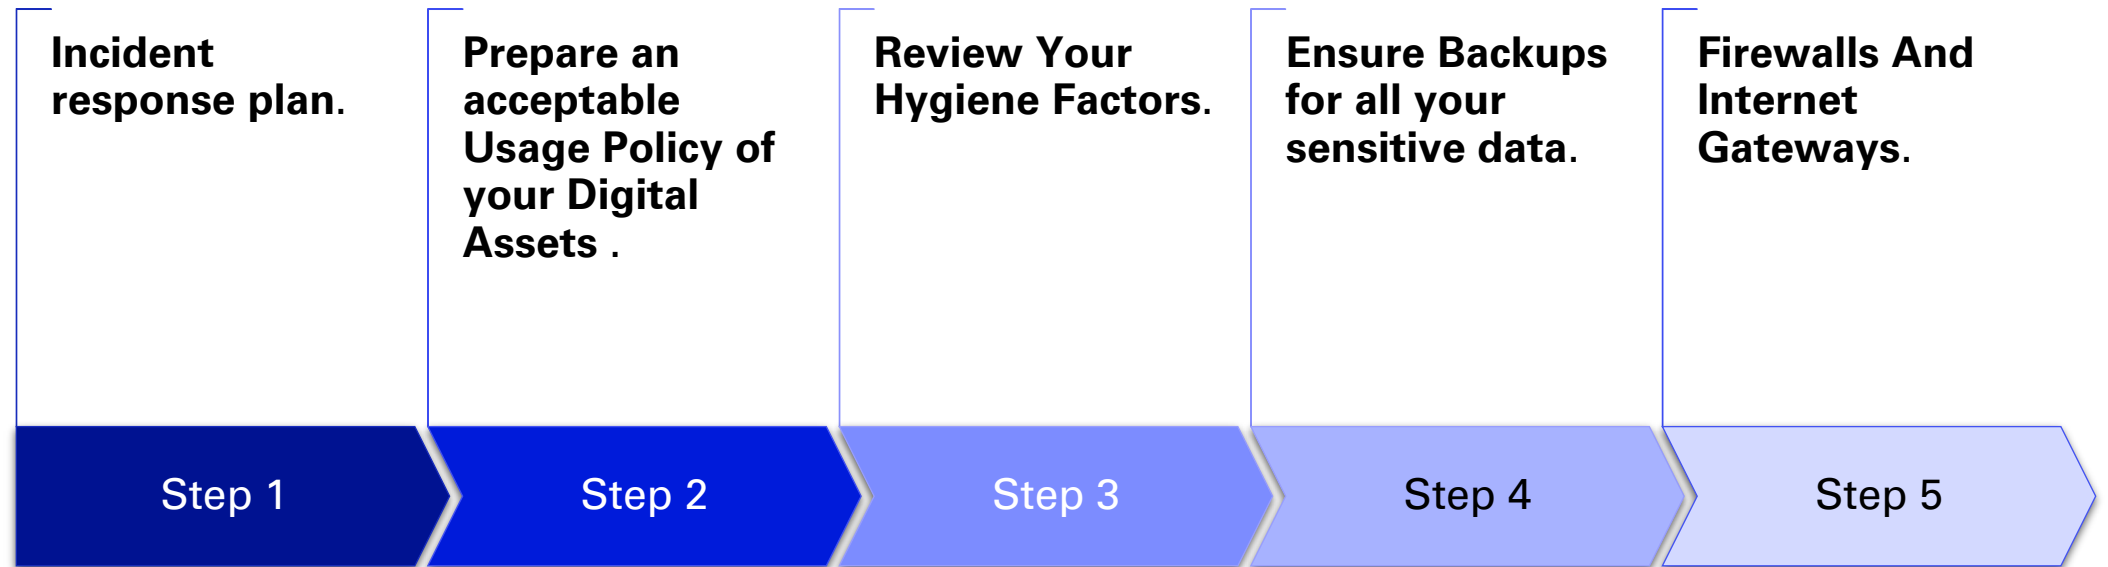 Incident
response plan.
Prepare an
acceptable
Usage Policy of
your Digital
Assets .
Review Your
Hygiene Factors.
Ensure Backups
for all your
sensitive data.
Firewalls And
Internet
Gateways.
Step 1
Step 2
Step 3
Step 4
Step 5